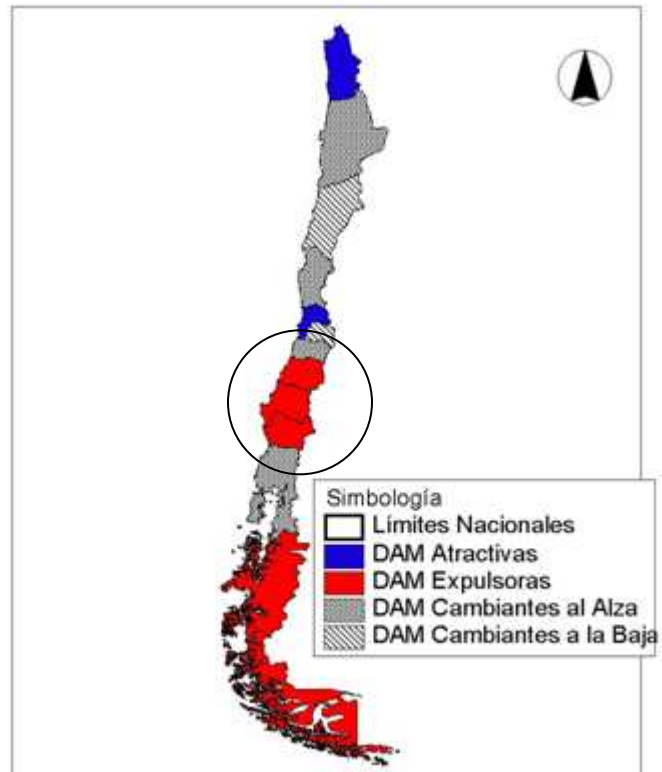 Simbología
Límites Nacionales
DAM Atractivas
DAM Expulsoras
DAM Cambiantes al Alza
DAM Cambiantes a la Baja